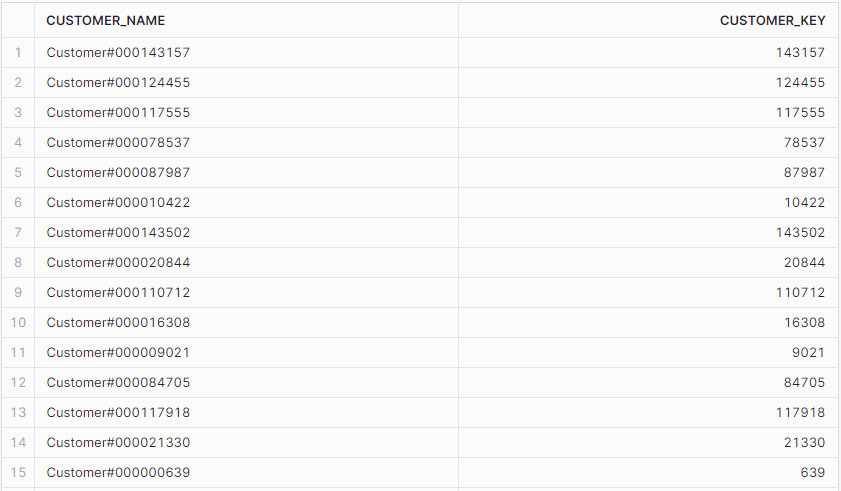 CUSTOMER_NAME CUSTOMER_KEY
1 Customer#000143157 143157
2 Customer#000124455 124455
3 Customer#000117555 117555
4 Customer#000078537 78537
5 Customer#000087987 87987
6 Customer#000010422 10422
7 Customer#000143502 143502
8 Customer#000020844 20844
9 Customer#000110712 110712
10 Customer#000016308 16308
11 Customer#000009021 9021
12 Customer#000084705 84705
13 Customer#000117918 117918
14 Customer#000021330 21330
15 Customer#000000639 639